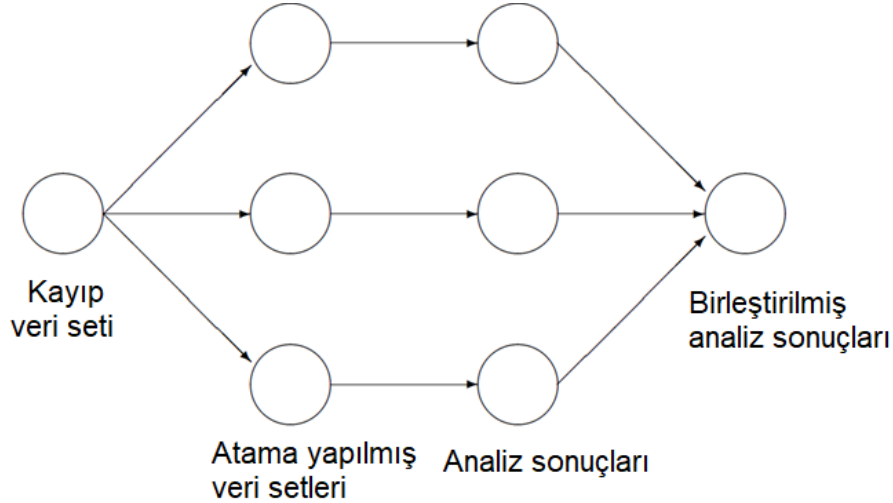 Kayıp
veri seti
Atama yapılmış
veri setleri
Analiz sonuçları
Birleştirilmiş
analiz sonuçları